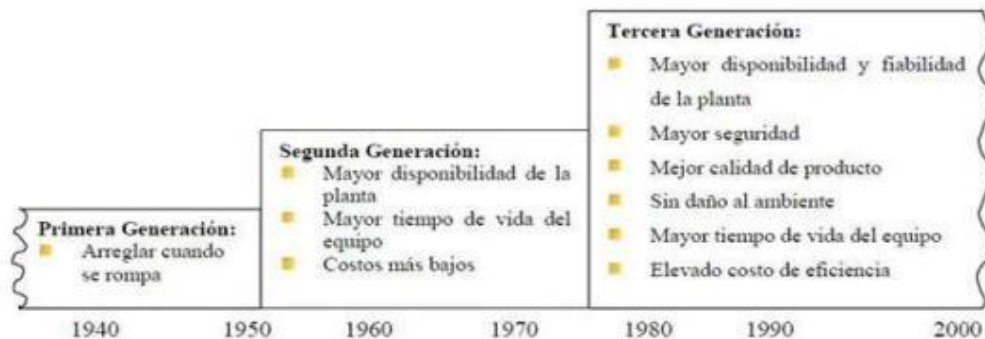 Primera Generación:
Arreglar cuando
se rompa
Segunda Generación:
Mayor disponibilidad de la
planta
Mayor tiempo de vida del
equipo
Costos más bajos
Tercera Generación:
Mayor disponibilidad y fiabilidad
de la planta
Mayor seguridad
Mejor calidad de producto
Sin daño al ambiente
Mayor tiempo de vida del equipo
Elevado costo de eficiencia
1940 1950 1960 1970 1980 1990 2000